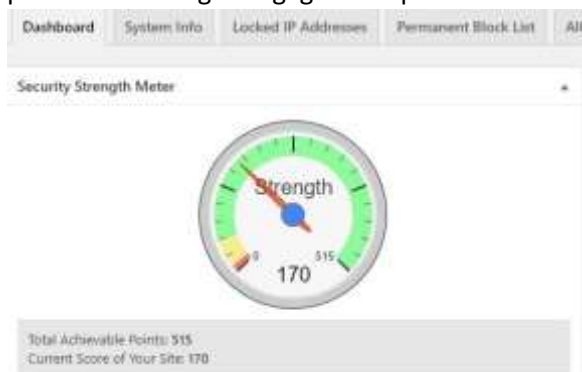 Dashboard System Info Locked IP Addresses Permanent Block List
Security Strength Meter
Strength
0 515
170
Total Achievable Points: 515
Current Score of Your Site: 170